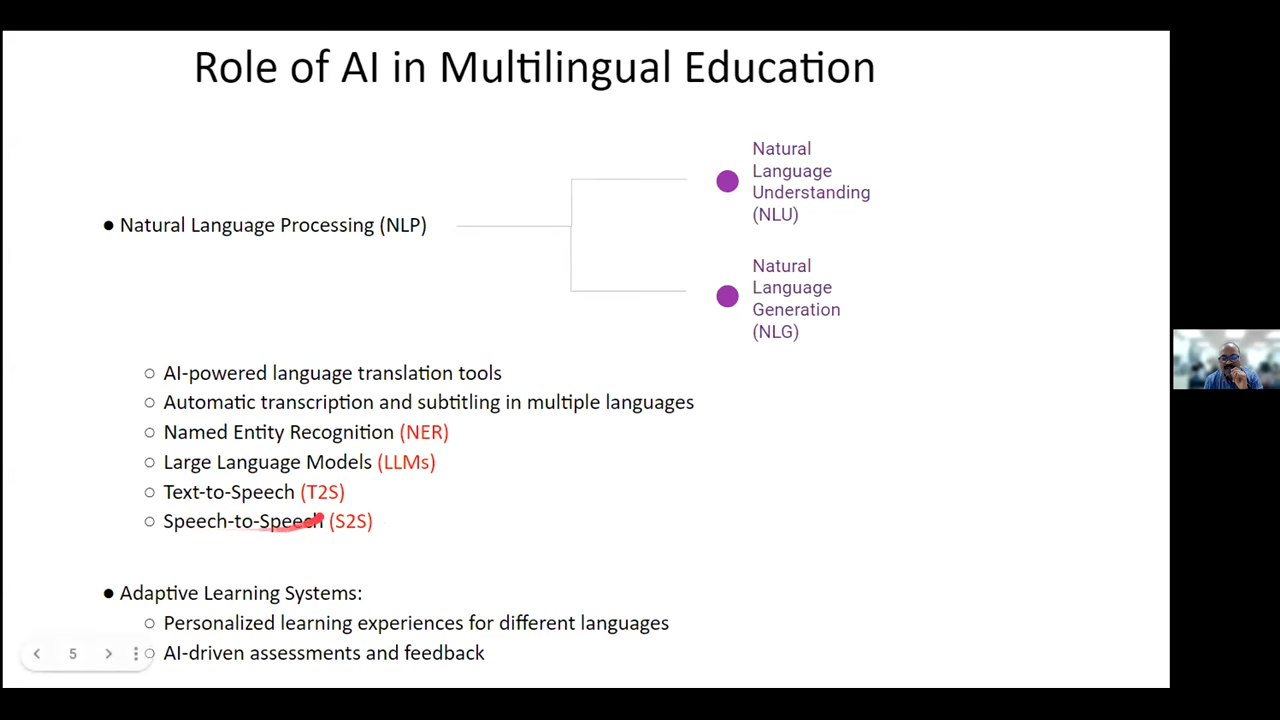 Role of AI in Multilingual Education
● Natural Language Processing (NLP)
Natural
Language
Understanding
(NLU)
Natural
Language
Generation
(NLG)
○ AI-powered language translation tools
○ Automatic transcription and subtitling in multiple languages
○ Named Entity Recognition (NER)
○ Large Language Models (LLMs)
○ Text-to-Speech (T2S)
○ Speech-to-Speech (S2S)
● Adaptive Learning Systems:
○ Personalized learning experiences for different languages
○ AI-driven assessments and feedback
5